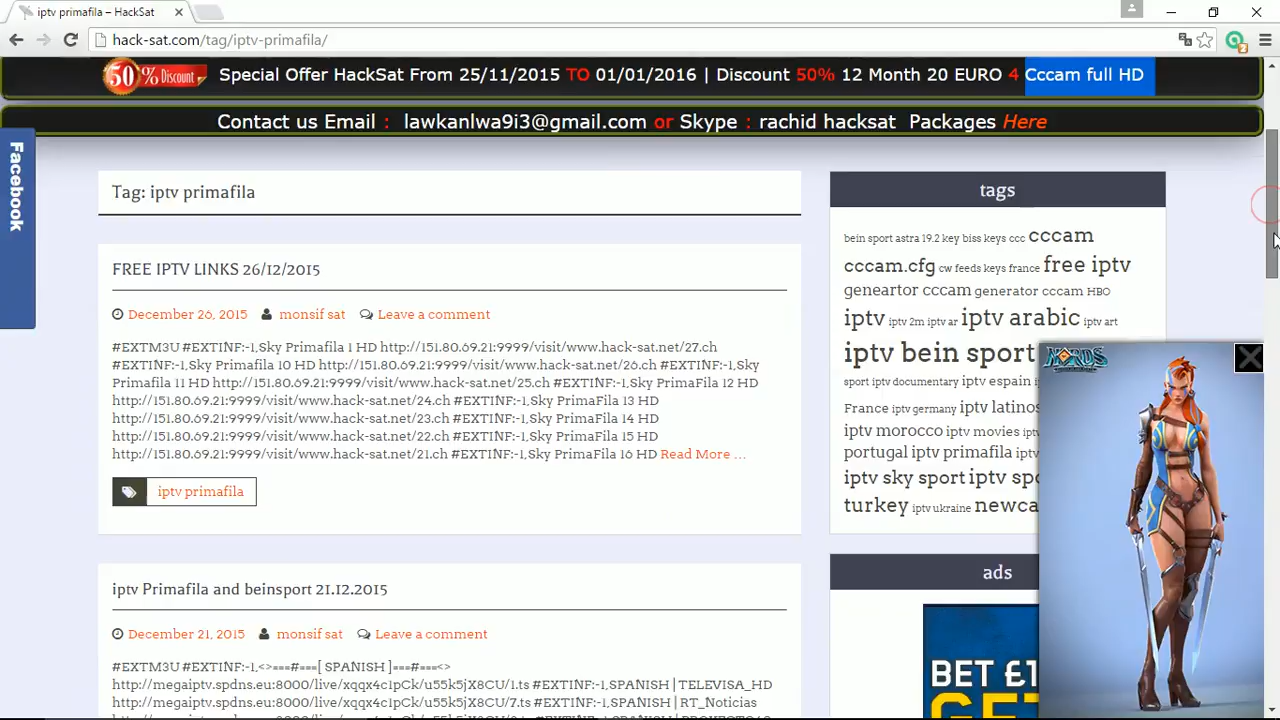 iptv primafila – HackSat
hack-sat.com/tag/iptv-primafila/
50% Discount Special Offer HackSat From 25/11/2015 TO 01/01/2016 | Discount 50% 12 Month 20 EURO 4 Cccam full HD
Contact us Email : lawkanlwa9i3@gmail.com or Skype : rachid hacksat Packages Here
Facebook
Tag: iptv primafila
FREE IPTV LINKS 26/12/2015
December 26, 2015 monsif sat Leave a comment
#EXTM3U #EXTINF:-1,Sky Primafila 1 HD http://151.80.69.21:9999/visit/www.hack-sat.net/27.ch
#EXTINF:-1,Sky Primafila 10 HD http://151.80.69.21:9999/visit/www.hack-sat.net/26.ch #EXTINF:-1,Sky
Primafila 11 HD http://151.80.69.21:9999/visit/www.hack-sat.net/25.ch #EXTINF:-1,Sky PrimaFila 12 HD
http://151.80.69.21:9999/visit/www.hack-sat.net/24.ch #EXTINF:-1,Sky PrimaFila 13 HD
http://151.80.69.21:9999/visit/www.hack-sat.net/23.ch #EXTINF:-1,Sky PrimaFila 14 HD
http://151.80.69.21:9999/visit/www.hack-sat.net/22.ch #EXTINF:-1,Sky PrimaFila 15 HD
http://151.80.69.21:9999/visit/www.hack-sat.net/21.ch #EXTINF:-1,Sky PrimaFila 16 HD Read More …
iptv primafila
iptv Primafila and beinsport 21.12.2015
December 21, 2015 monsif sat Leave a comment
#EXTM3U #EXTINF:-1,<>===#===[ SPANISH ]===#===<>
http://megaiptv.spdns.eu:8000/live/xqqx4c1pCk/u55k5jX8CU/1.ts #EXTINF:-1,SPANISH | TELEVISA_HD
http://megaiptv.spdns.eu:8000/live/xqqx4c1pCk/u55k5jX8CU/7.ts #EXTINF:-1,SPANISH | RT_Noticias
tags
bein sport astra 19.2 key biss keys ccc cccam
cccam.cfg cw feeds keys france free iptv
geneartor cccam generator cccam HBO
iptv iptv 2m iptv ar iptv arabic iptv art
iptv bein sport
sport iptv documentary iptv espain
France iptv germany iptv latinos
iptv morocco iptv movies
portugal iptv primafila
iptv sky sport
turkey iptv ukraine
NORDS
ads
BET £1